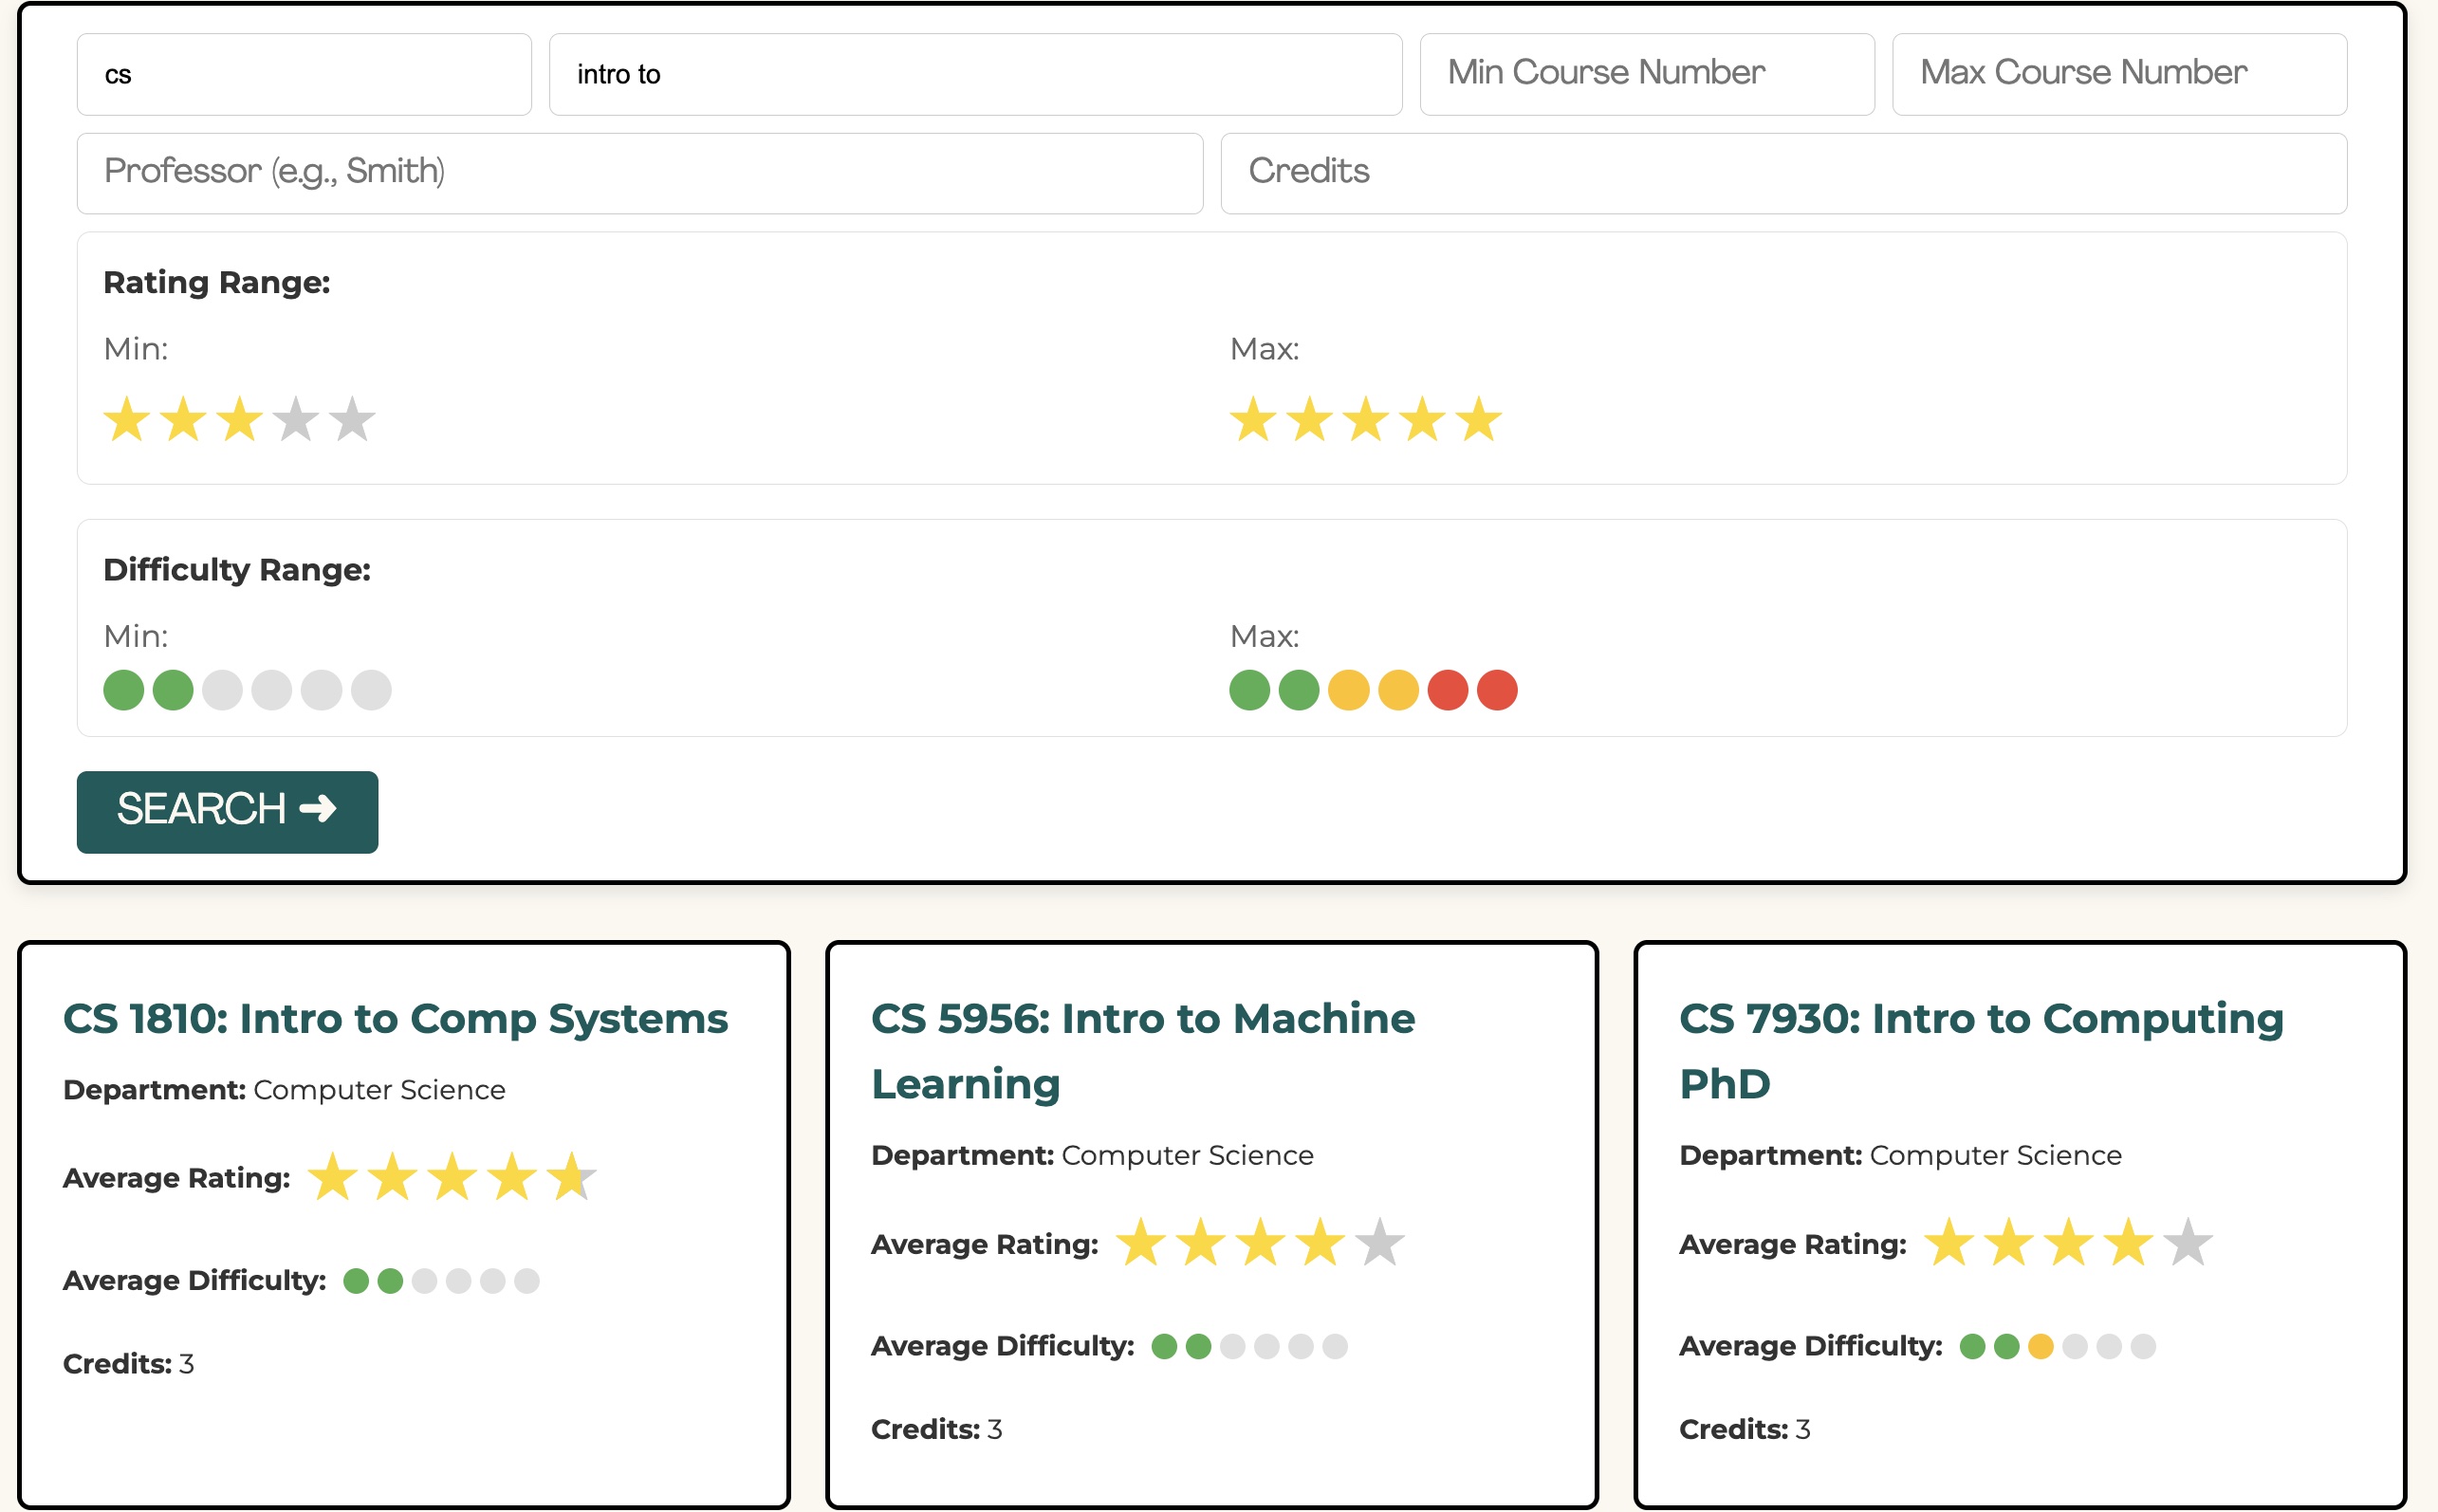 cs
intro to
Min Course Number
Max Course Number
Professor (e.g., Smith)
Credits
Rating Range:
Min:
Max:
Difficulty Range:
Min:
Max:
SEARCH ➜
CS 1810: Intro to Comp Systems
Department: Computer Science
Average Rating:
Average Difficulty:
Credits: 3
CS 5956: Intro to Machine
Learning
Department: Computer Science
Average Rating:
Average Difficulty:
Credits: 3
CS 7930: Intro to Computing
PhD
Department: Computer Science
Average Rating:
Average Difficulty:
Credits: 3